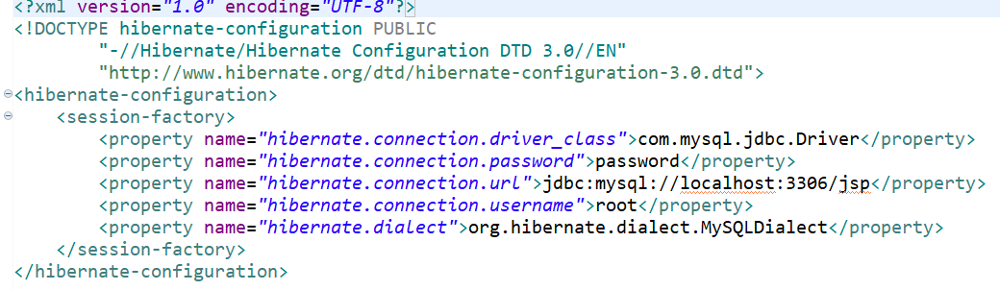 <?xml version="1.0" encoding="UTF-8"?>
<!DOCTYPE hibernate-configuration PUBLIC
        "-//Hibernate/Hibernate Configuration DTD 3.0//EN"
        "http://www.hibernate.org/dtd/hibernate-configuration-3.0.dtd">
<hibernate-configuration>
    <session-factory>
        <property name="hibernate.connection.driver_class">com.mysql.jdbc.Driver</property>
        <property name="hibernate.connection.password">password</property>
        <property name="hibernate.connection.url">jdbc:mysql://localhost:3306/jsp</property>
        <property name="hibernate.connection.username">root</property>
        <property name="hibernate.dialect">org.hibernate.dialect.MySQLDialect</property>
    </session-factory>
</hibernate-configuration>